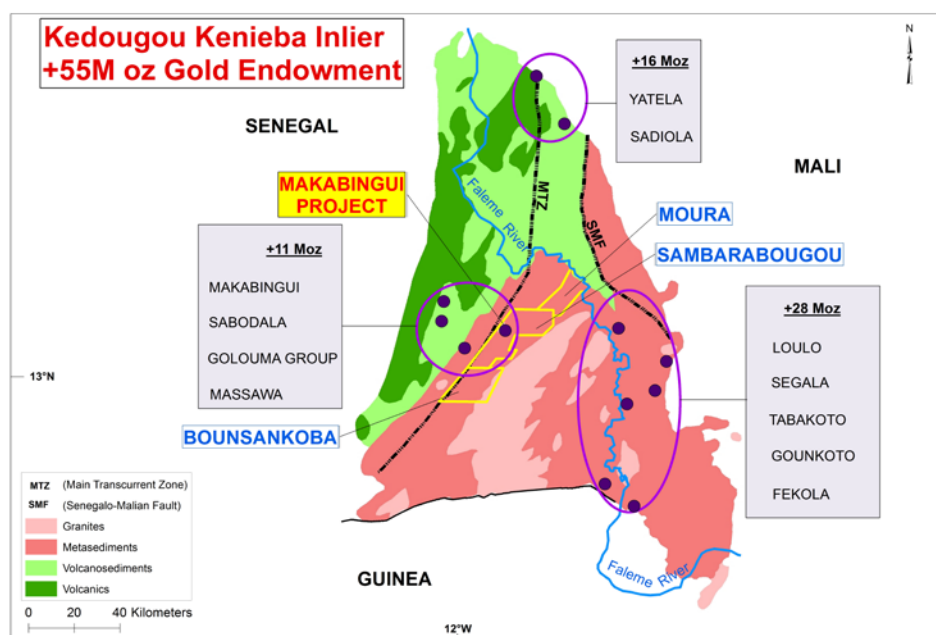 Kedougou Kenieba Inlier
+55M oz Gold Endowment
N
+16 Moz
YATELA
SADIOLA
SENEGAL
MALI
MAKABINGUI
PROJECT
Faleme River
MTZ
SMF
MOURA
SAMBARABOUGOU
+11 Moz
MAKABINGUI
SABODALA
GOLOUMA GROUP
MASSAWA
+28 Moz
LOULO
SEGALA
TABAKOTO
GOUNKOTO
FEKOLA
13°N
BOUNSANKOBA
MTZ (Main Transcurrent Zone)
SMF (Senegalo-Malian Fault)
Granites
Metasediments
Volcanosediments
Volcanics
0 20 40 Kilometers
GUINEA
Faleme River
12°W